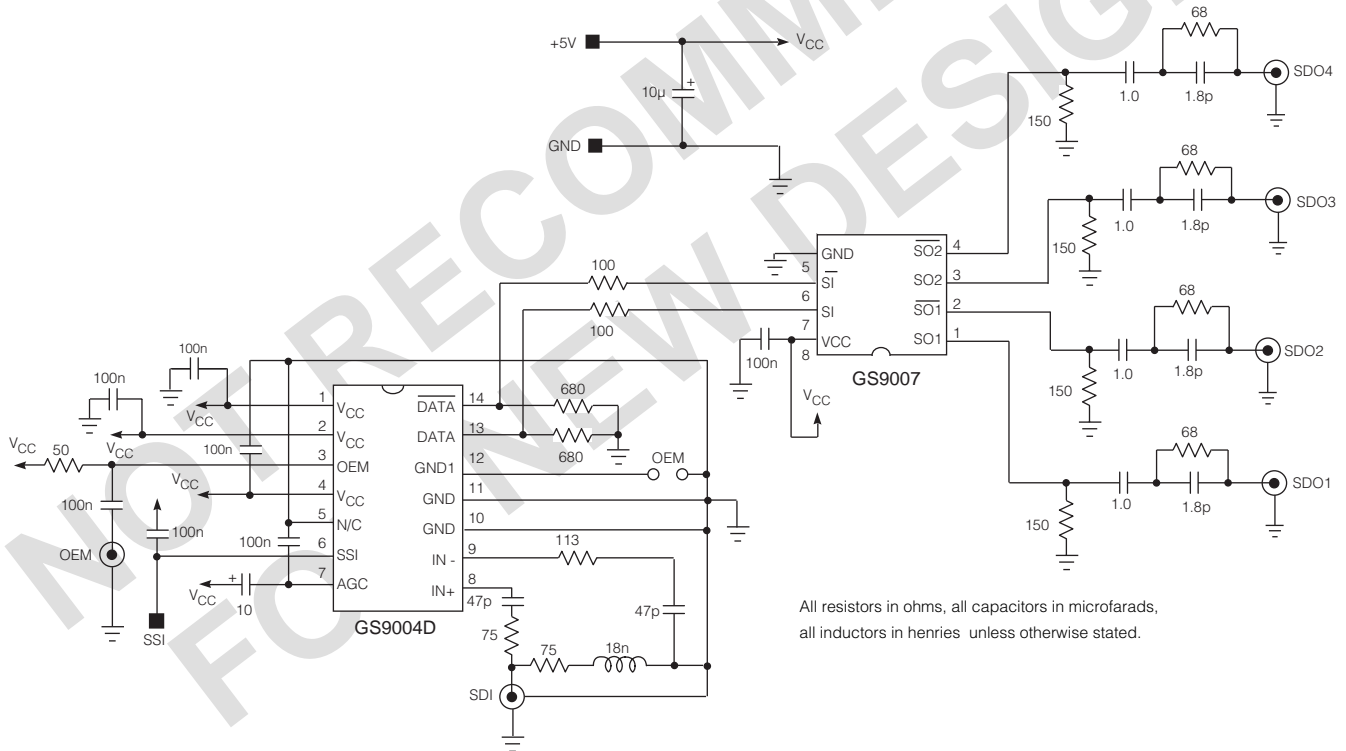 NOT RECOMM
NEW DESIGN
FO
+5V
VCC
10µ
+
GND
68
1.0
1.8p
SDO4
150
68
1.0
1.8p
SDO3
150
GND
5
SI
6
SI
7
VCC
8
SO2
4
SO2
3
SO1
2
SO1
1
GS9007
100
100
100n
VCC
68
1.0
1.8p
SDO2
150
68
1.0
1.8p
SDO1
150
100n
VCC
100n
VCC
VCC
50
100n
OEM
100n
VCC
100n
SSI
100n
VCC
+
10
1
VCC
2
VCC
3
OEM
4
VCC
5
N/C
6
SSI
7
AGC
DATA
14
DATA
13
GND1
12
GND
11
GND
10
IN -
9
IN+
8
GS9004D
680
680
OEM
113
47p
47p
75
75
18n
SDI
All resistors in ohms, all capacitors in microfarads,
all inductors in henries unless otherwise stated.